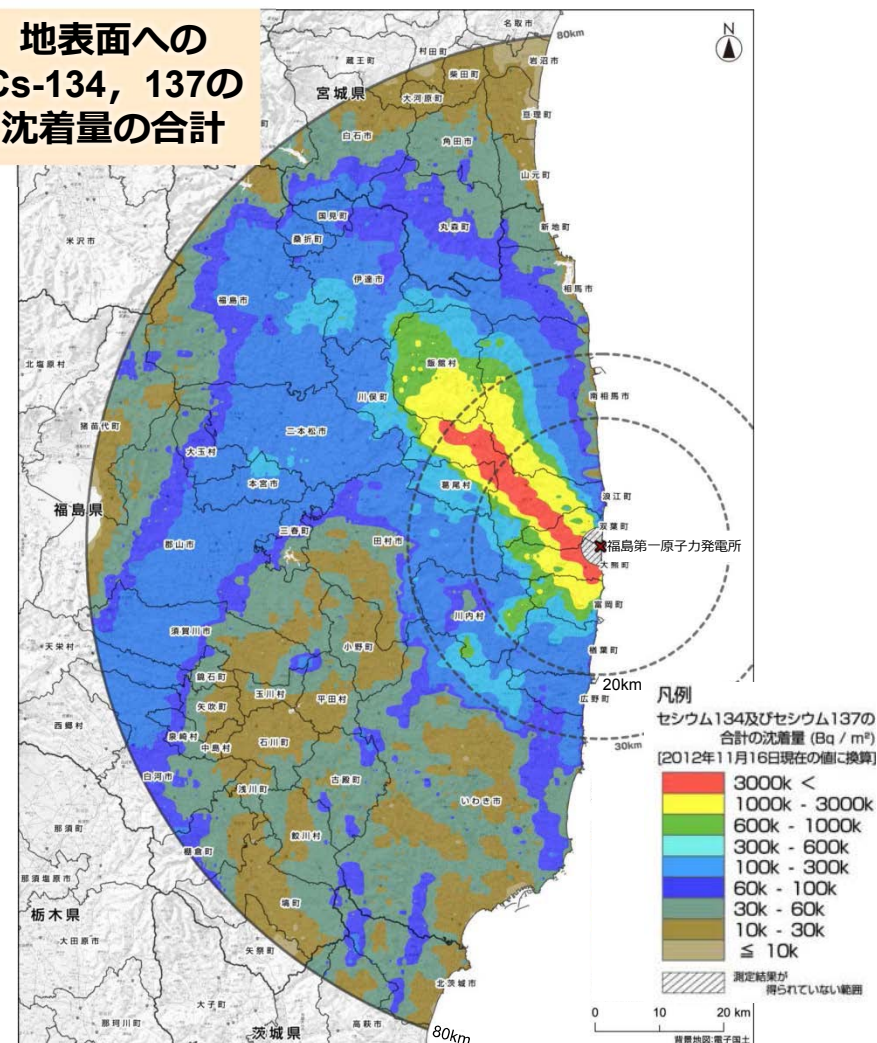 地表面への
Cs-134，137の
沈着量の合計
名取市
80km
N
村田町
岩沼市
蔵王町
柴田町
宮城県
大河原町
亘理町
町
白石市
角田市
山元町
国見町
丸森町
新地町
米沢市
桑折町
伊達市
相馬市
福島市
北塩原村
飯舘村
川俣町
南相馬市
猪苗代町
二本松市
大玉村
本宮市
葛尾村
浪江町
福島県
三春町
双葉町
郡山市
田村市
福島第一原子力発電所
大熊町
富岡町
川内村
須賀川市
天栄村
小野町
楢葉町
鏡石町
20km
玉川村
平田村
広野町
矢吹町
西郷村
泉崎村
中島村
石川町
30km
白河市
浅川町
古殿町
いわき市
那須町
鮫川村
棚倉町
那須塩原市
塙町
栃木県
大田原市
矢祭町
北茨城市
大子町
那珂川町
茨城県
高萩市
80km
凡例
セシウム134及びセシウム137の
合計の沈着量 (Bq / m²)
[2012年11月16日現在の値に換算]
3000k <
1000k - 3000k
600k - 1000k
300k - 600k
100k - 300k
60k - 100k
30k - 60k
10k - 30k
≦ 10k
測定結果が
得られていない範囲
0 10 20 km
背景地図:電子国土